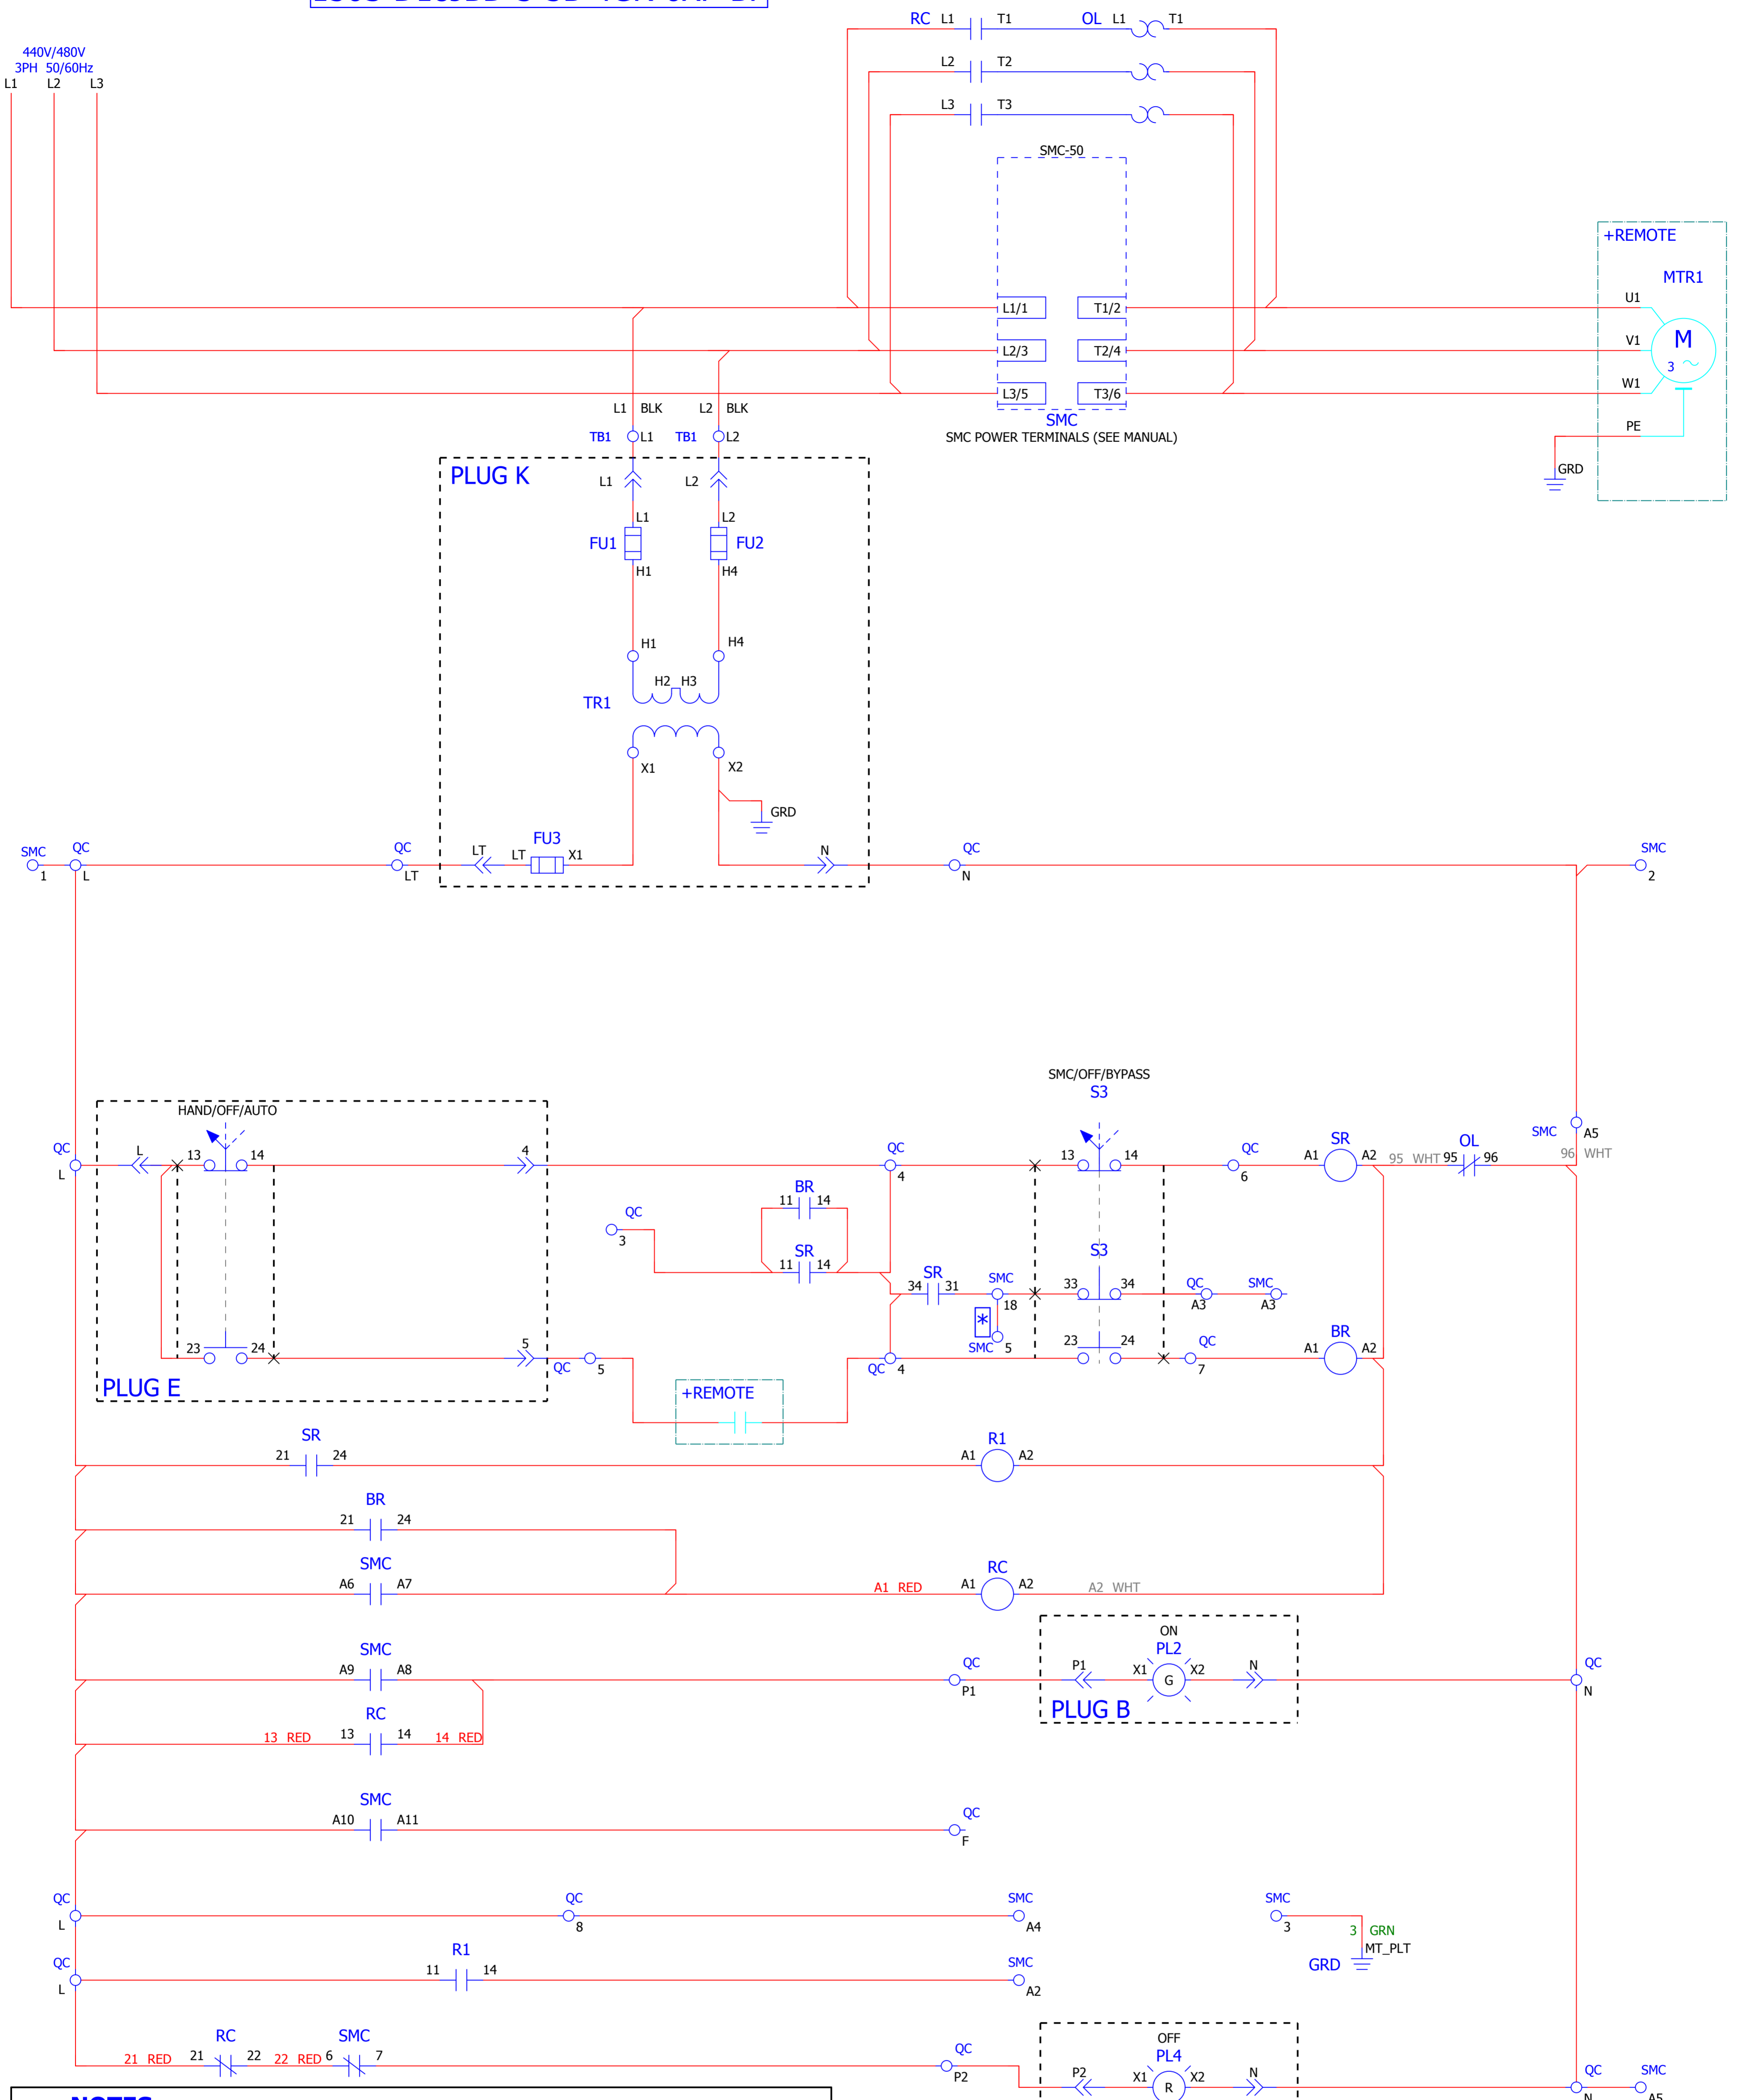 RC L1 T1 OL L1 T1
440V/480V
3PH 50/60Hz
L1 L2 L3
L2 T2
L3 T3
SMC-50
+REMOTE
MTR1
L1/1 T1/2 U1
M
3
L2/3 T2/4 V1
L3/5 T3/6 W1
SMC
SMC POWER TERMINALS (SEE MANUAL)
PE
GRD
L1 BLK L2 BLK
TB1 L1 TB1 L2
PLUG K
L1 L2
L1 L2
FU1 FU2
H1 H4
H1 H4
H2 H3
TR1
X1 X2
GRD
FU3
SMC QC QC LT LT X1 N QC SMC
1 L LT N 2
SMC/OFF/BYPASS
S3
HAND/OFF/AUTO
QC L 13 14 4 QC 13 14 QC SR OL SMC A5
L 4 6 A1 A2 95 WHT 95 96 96 WHT
BR
11 14
QC
3
SR
11 14
S3
SR
34 31 SMC 33 34 QC SMC
18 A3 A3
*
SMC 5
23 24 5 QC 5 QC 4 23 24 QC 7 BR A1 A2
PLUG E
+REMOTE
SR
21 24
R1
A1 A2
BR
21 24
SMC
A6 A7
RC
A1 RED A1 A2 A2 WHT
ON
PL2
SMC
A9 A8
QC
P1
P1 X1 G X2 N
QC
N
PLUG B
RC
13 RED 13 14 14 RED
SMC
A10 A11
QC
F
QC QC SMC SMC
L 8 A4 3
3 GRN
MT_PLT
GRD
QC R1 SMC
L 11 14 A2
OFF
PL4
RC SMC
21 RED 21 22 22 RED 6 7
QC
P2
P2 X1 R X2 N
QC SMC
N A5